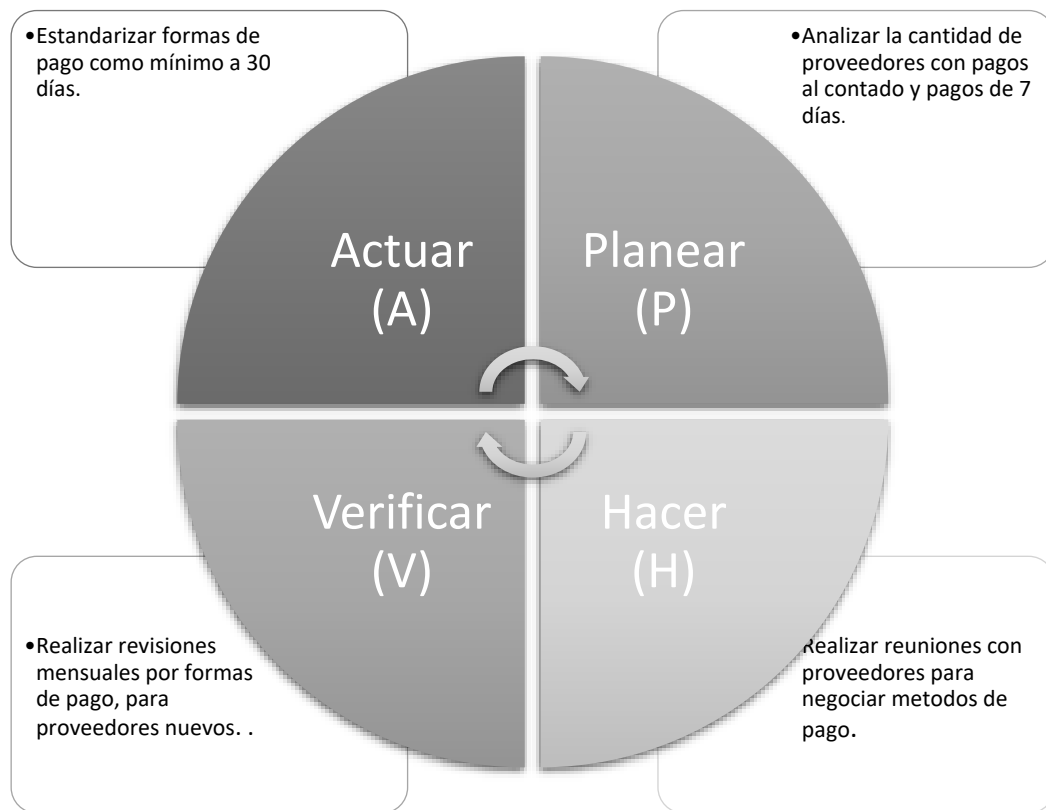 •Estandarizar formas de
pago como mínimo a 30
días.
•Analizar la cantidad de
proveedores con pagos
al contado y pagos de 7
días.
Actuar
(A)
Planear
(P)
Verificar
(V)
Hacer
(H)
•Realizar revisiones
mensuales por formas
de pago, para
proveedores nuevos. .
Realizar reuniones con
proveedores para
negociar metodos de
pago.